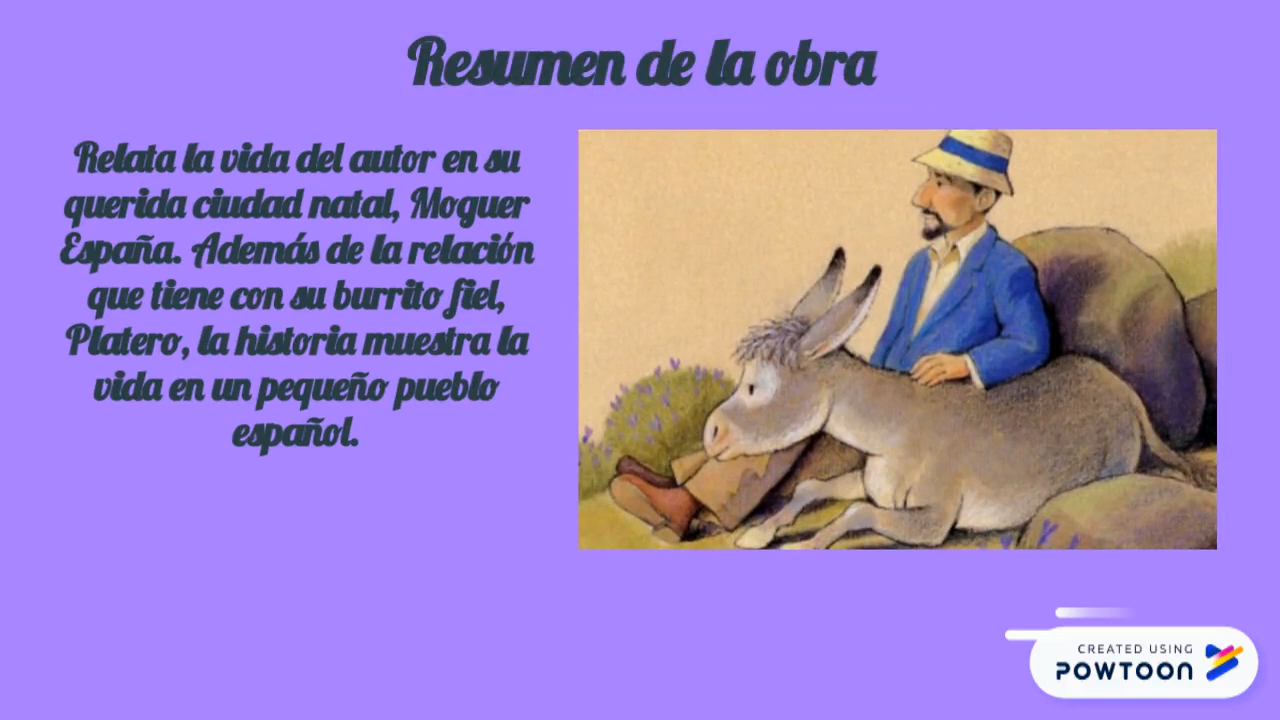 Resumen de la obra
Relata la vida del autor en su
querida ciudad natal, Moguer
España. Además de la relación
que tiene con su burrito fiel,
Platero, la historia muestra la
vida en un pequeño pueblo
español.
CREATED USING
POWTOON